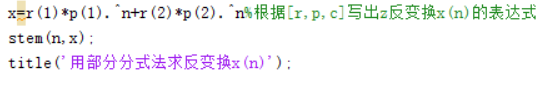 x=r(1)*p(1).^n+r(2)*p(2).^n%根据[r,p,c]写出z反变换x(n)的表达式
stem(n,x);
title('用部分分式法求反变换x(n)');